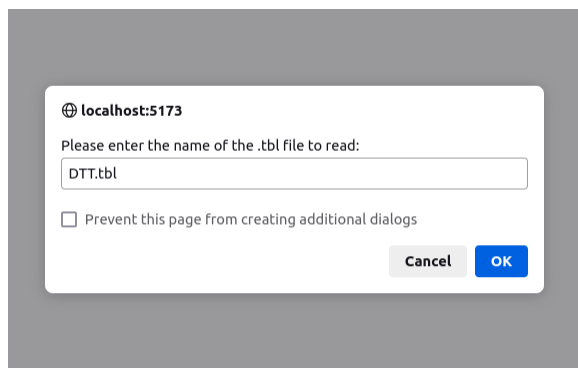 localhost:5173
Please enter the name of the .tbl file to read:
DTT.tbl
Prevent this page from creating additional dialogs
Cancel
OK